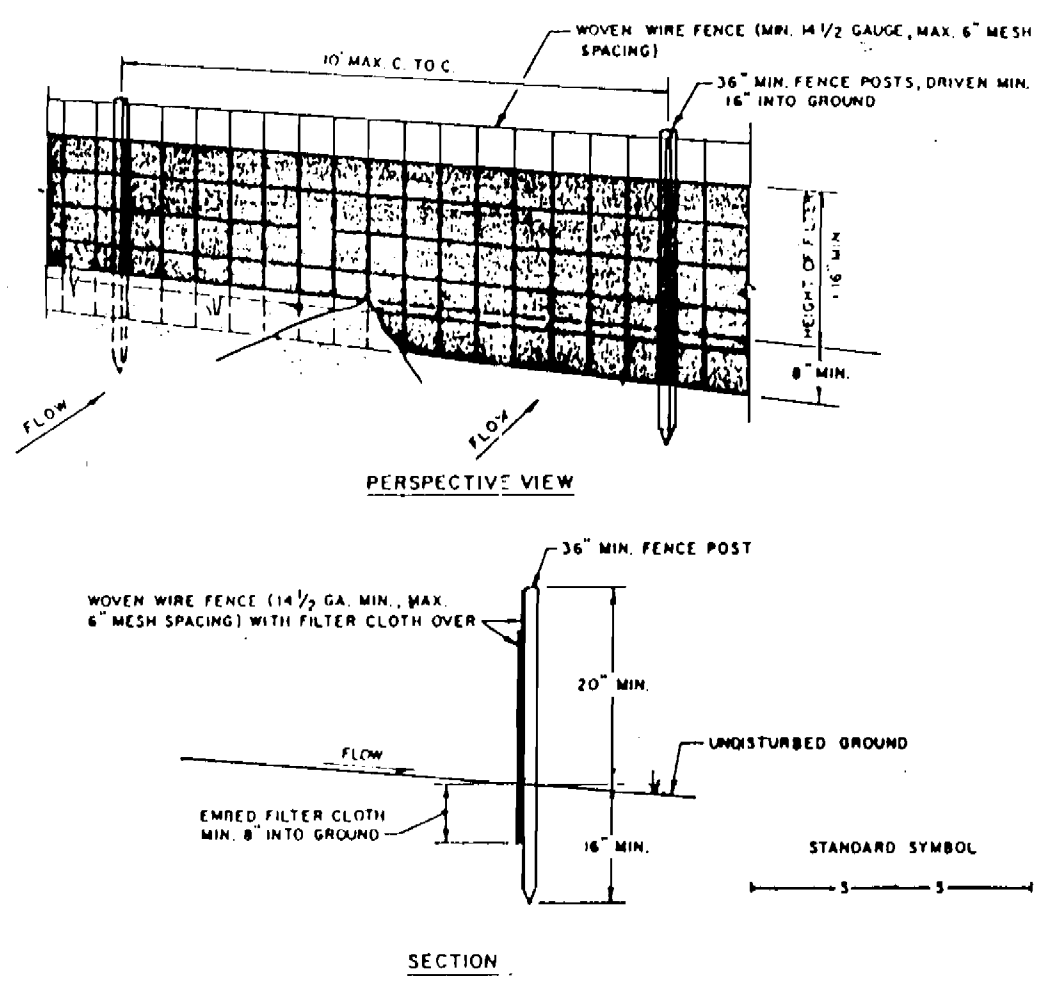 WOVEN WIRE FENCE (MIN. 14 1/2 GAUGE, MAX. 6" MESH
SPACING)
10' MAX. C. TO C.
36" MIN. FENCE POSTS, DRIVEN MIN.
16" INTO GROUND
HEIGHT OF FILTER
16" MIN
8" MIN.
FLOW
FLOW
PERSPECTIVE VIEW
36" MIN. FENCE POST
WOVEN WIRE FENCE (14 1/2 GA. MIN., MAX.
6" MESH SPACING) WITH FILTER CLOTH OVER
20" MIN.
UNDISTURBED GROUND
FLOW
EMBED FILTER CLOTH
MIN. 8" INTO GROUND
16" MIN.
STANDARD SYMBOL
S S
SECTION